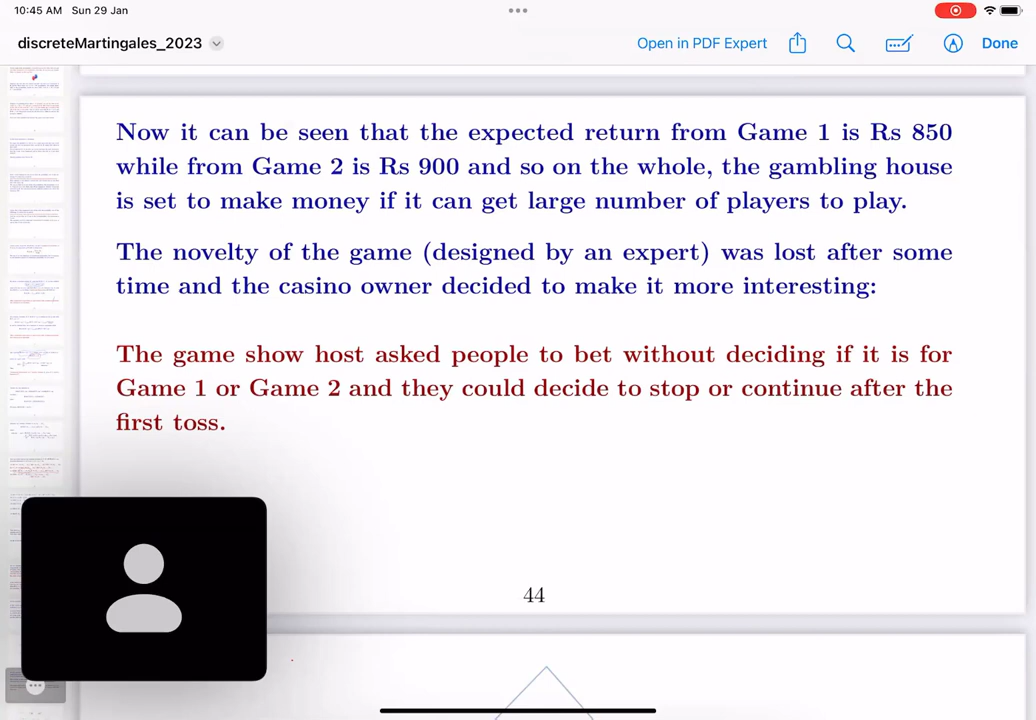 10:45 AM Sun 29 Jan
discreteMartingales_2023
Open in PDF Expert
Done
Now it can be seen that the expected return from Game 1 is Rs 850
while from Game 2 is Rs 900 and so on the whole, the gambling house
is set to make money if it can get large number of players to play.
The novelty of the game (designed by an expert) was lost after some
time and the casino owner decided to make it more interesting:
The game show host asked people to bet without deciding if it is for
Game 1 or Game 2 and they could decide to stop or continue after the
first toss.
44